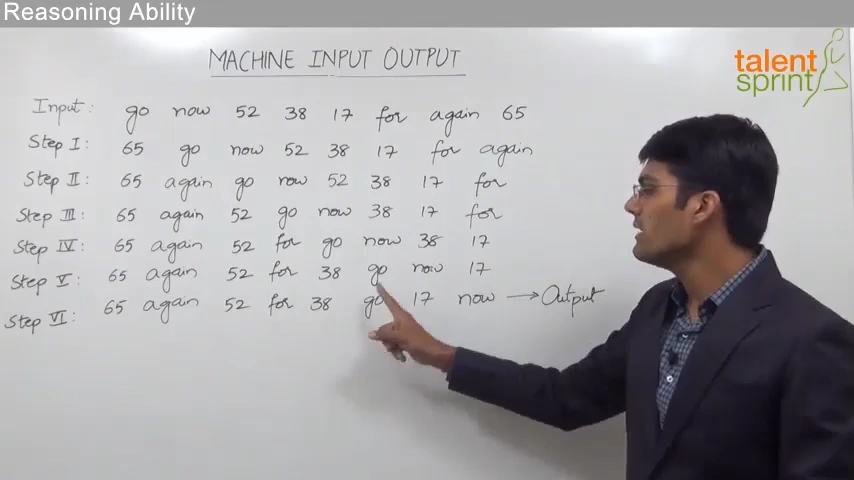 Reasoning Ability
MACHINE INPUT OUTPUT
talent
sprint
Input: go now 52 38 17 for again 65
Step I: 65 go now 52 38 17 for again
Step II: 65 again go now 52 38 17 for
Step III: 65 again 52 go now 38 17 for
Step IV: 65 again 52 for go now 38 17
Step V: 65 again 52 for 38 go now 17
Step VI: 65 again 52 for 38 go 17 now → Output